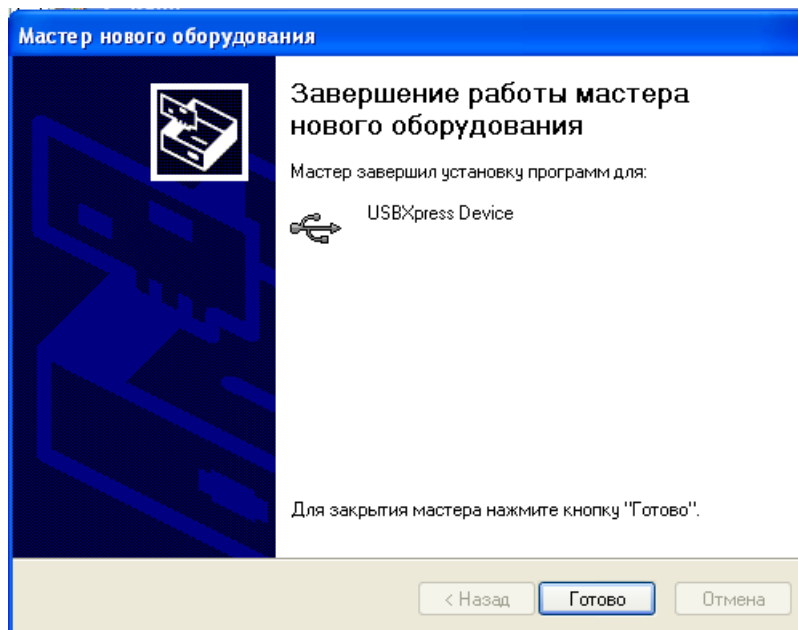 Мастер нового оборудования
Завершение работы мастера
нового оборудования
Мастер завершил установку программ для:
USBXpress Device
Для закрытия мастера нажмите кнопку "Готово".
< Назад
Готово
Отмена